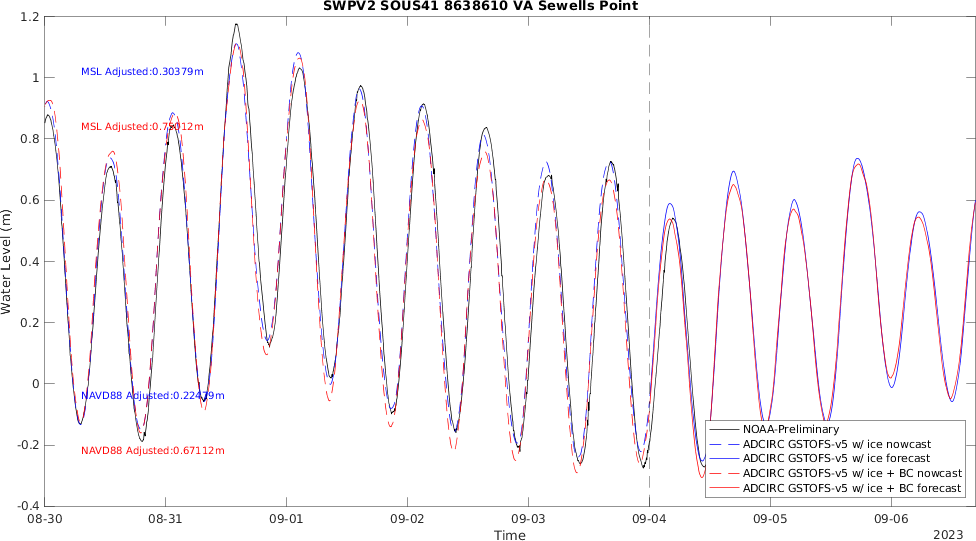 SWPV2 SOUS41 8638610 VA Sewells Point
1.2
1
0.8
0.6
0.4
0.2
0
-0.2
-0.4
Water Level (m)
MSL Adjusted:0.30379m
MSL Adjusted:
NAVD88 Adjusted:0.22479m
NAVD88 Adjusted:0.67112m
NOAA-Preliminary
ADCIRC GSTOFS-v5 w/ ice nowcast
ADCIRC GSTOFS-v5 w/ ice forecast
ADCIRC GSTOFS-v5 w/ ice + BC nowcast
ADCIRC GSTOFS-v5 w/ ice + BC forecast
08-30 08-31 09-01 09-02 09-03 09-04 09-05 09-06
Time
2023